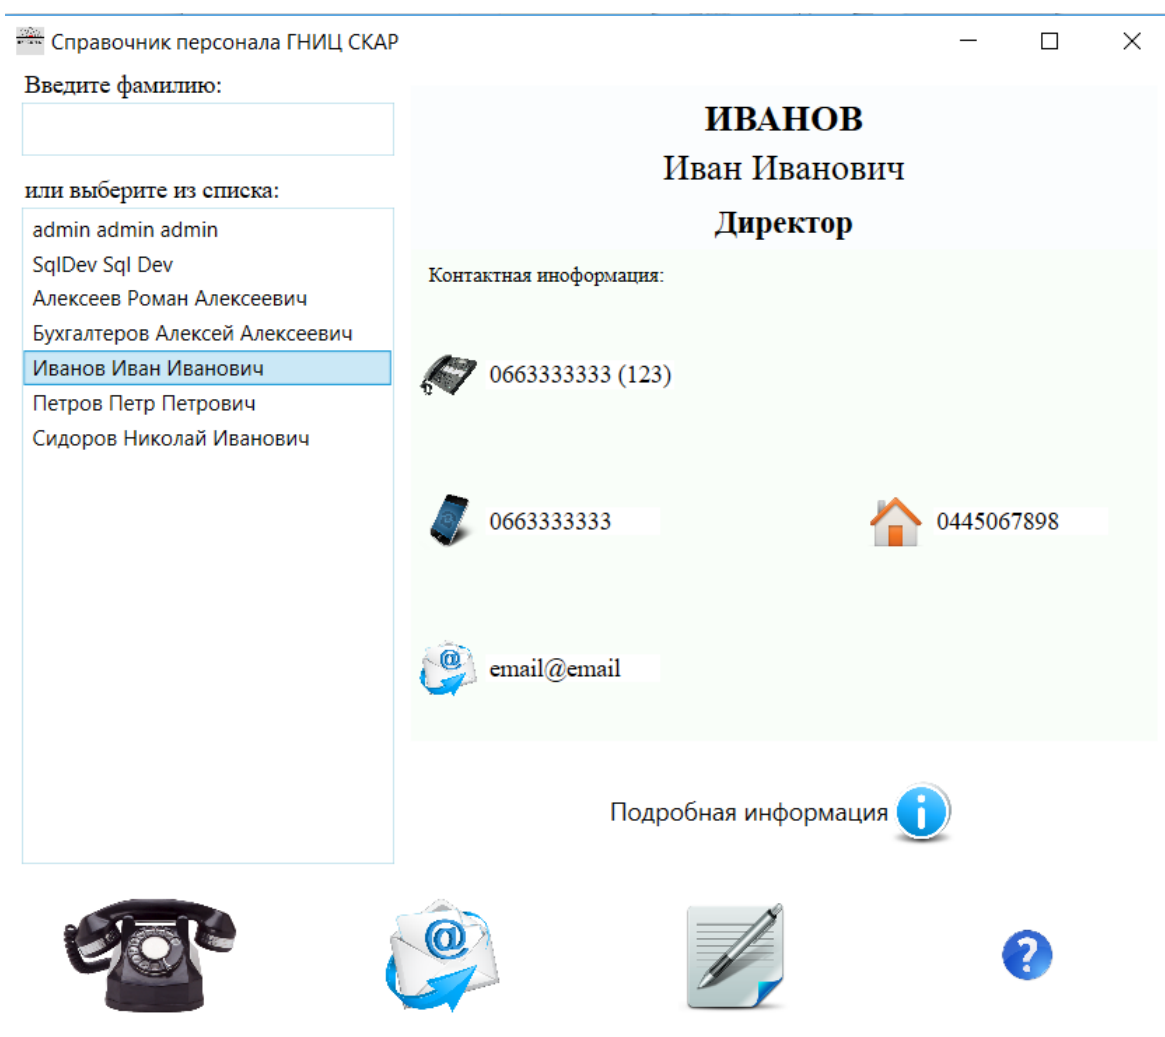 Справочник персонала ГНИЦ СКАР
Введите фамилию:
или выберите из списка:
admin admin admin
SqlDev Sql Dev
Алексеев Роман Алексеевич
Бухгалтеров Алексей Алексеевич
Иванов Иван Иванович
Петров Петр Петрович
Сидоров Николай Иванович
ИВАНОВ
Иван Иванович
Директор
Контактная иноформация:
0663333333 (123)
0663333333
0445067898
email@email
Подробная информация